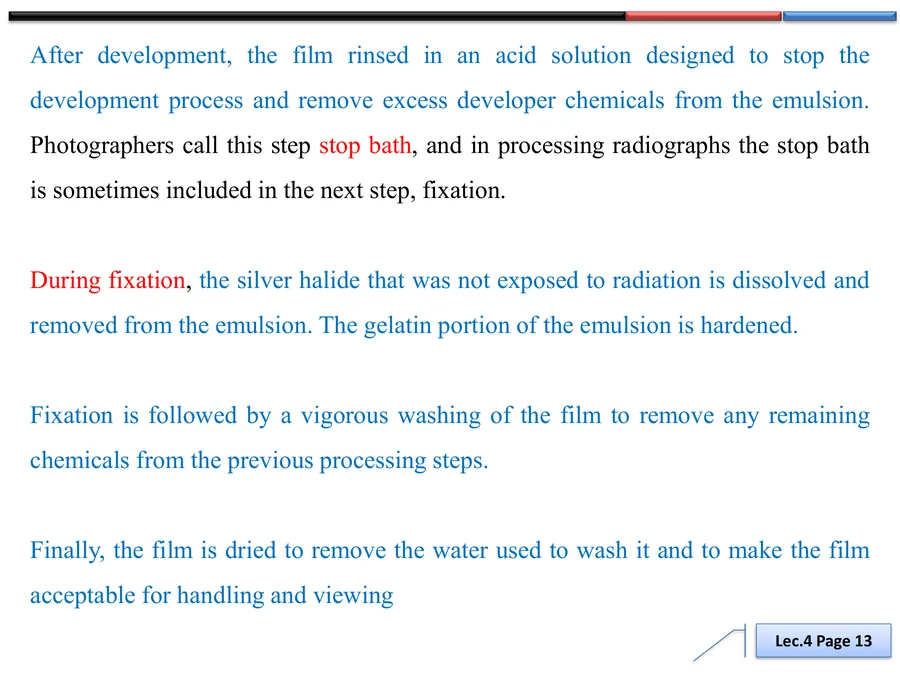 After development, the film rinsed in an acid solution designed to stop the
development process and remove excess developer chemicals from the emulsion.
Photographers call this step stop bath, and in processing radiographs the stop bath
is sometimes included in the next step, fixation.
During fixation, the silver halide that was not exposed to radiation is dissolved and
removed from the emulsion. The gelatin portion of the emulsion is hardened.
Fixation is followed by a vigorous washing of the film to remove any remaining
chemicals from the previous processing steps.
Finally, the film is dried to remove the water used to wash it and to make the film
acceptable for handling and viewing
Lec.4 Page 13